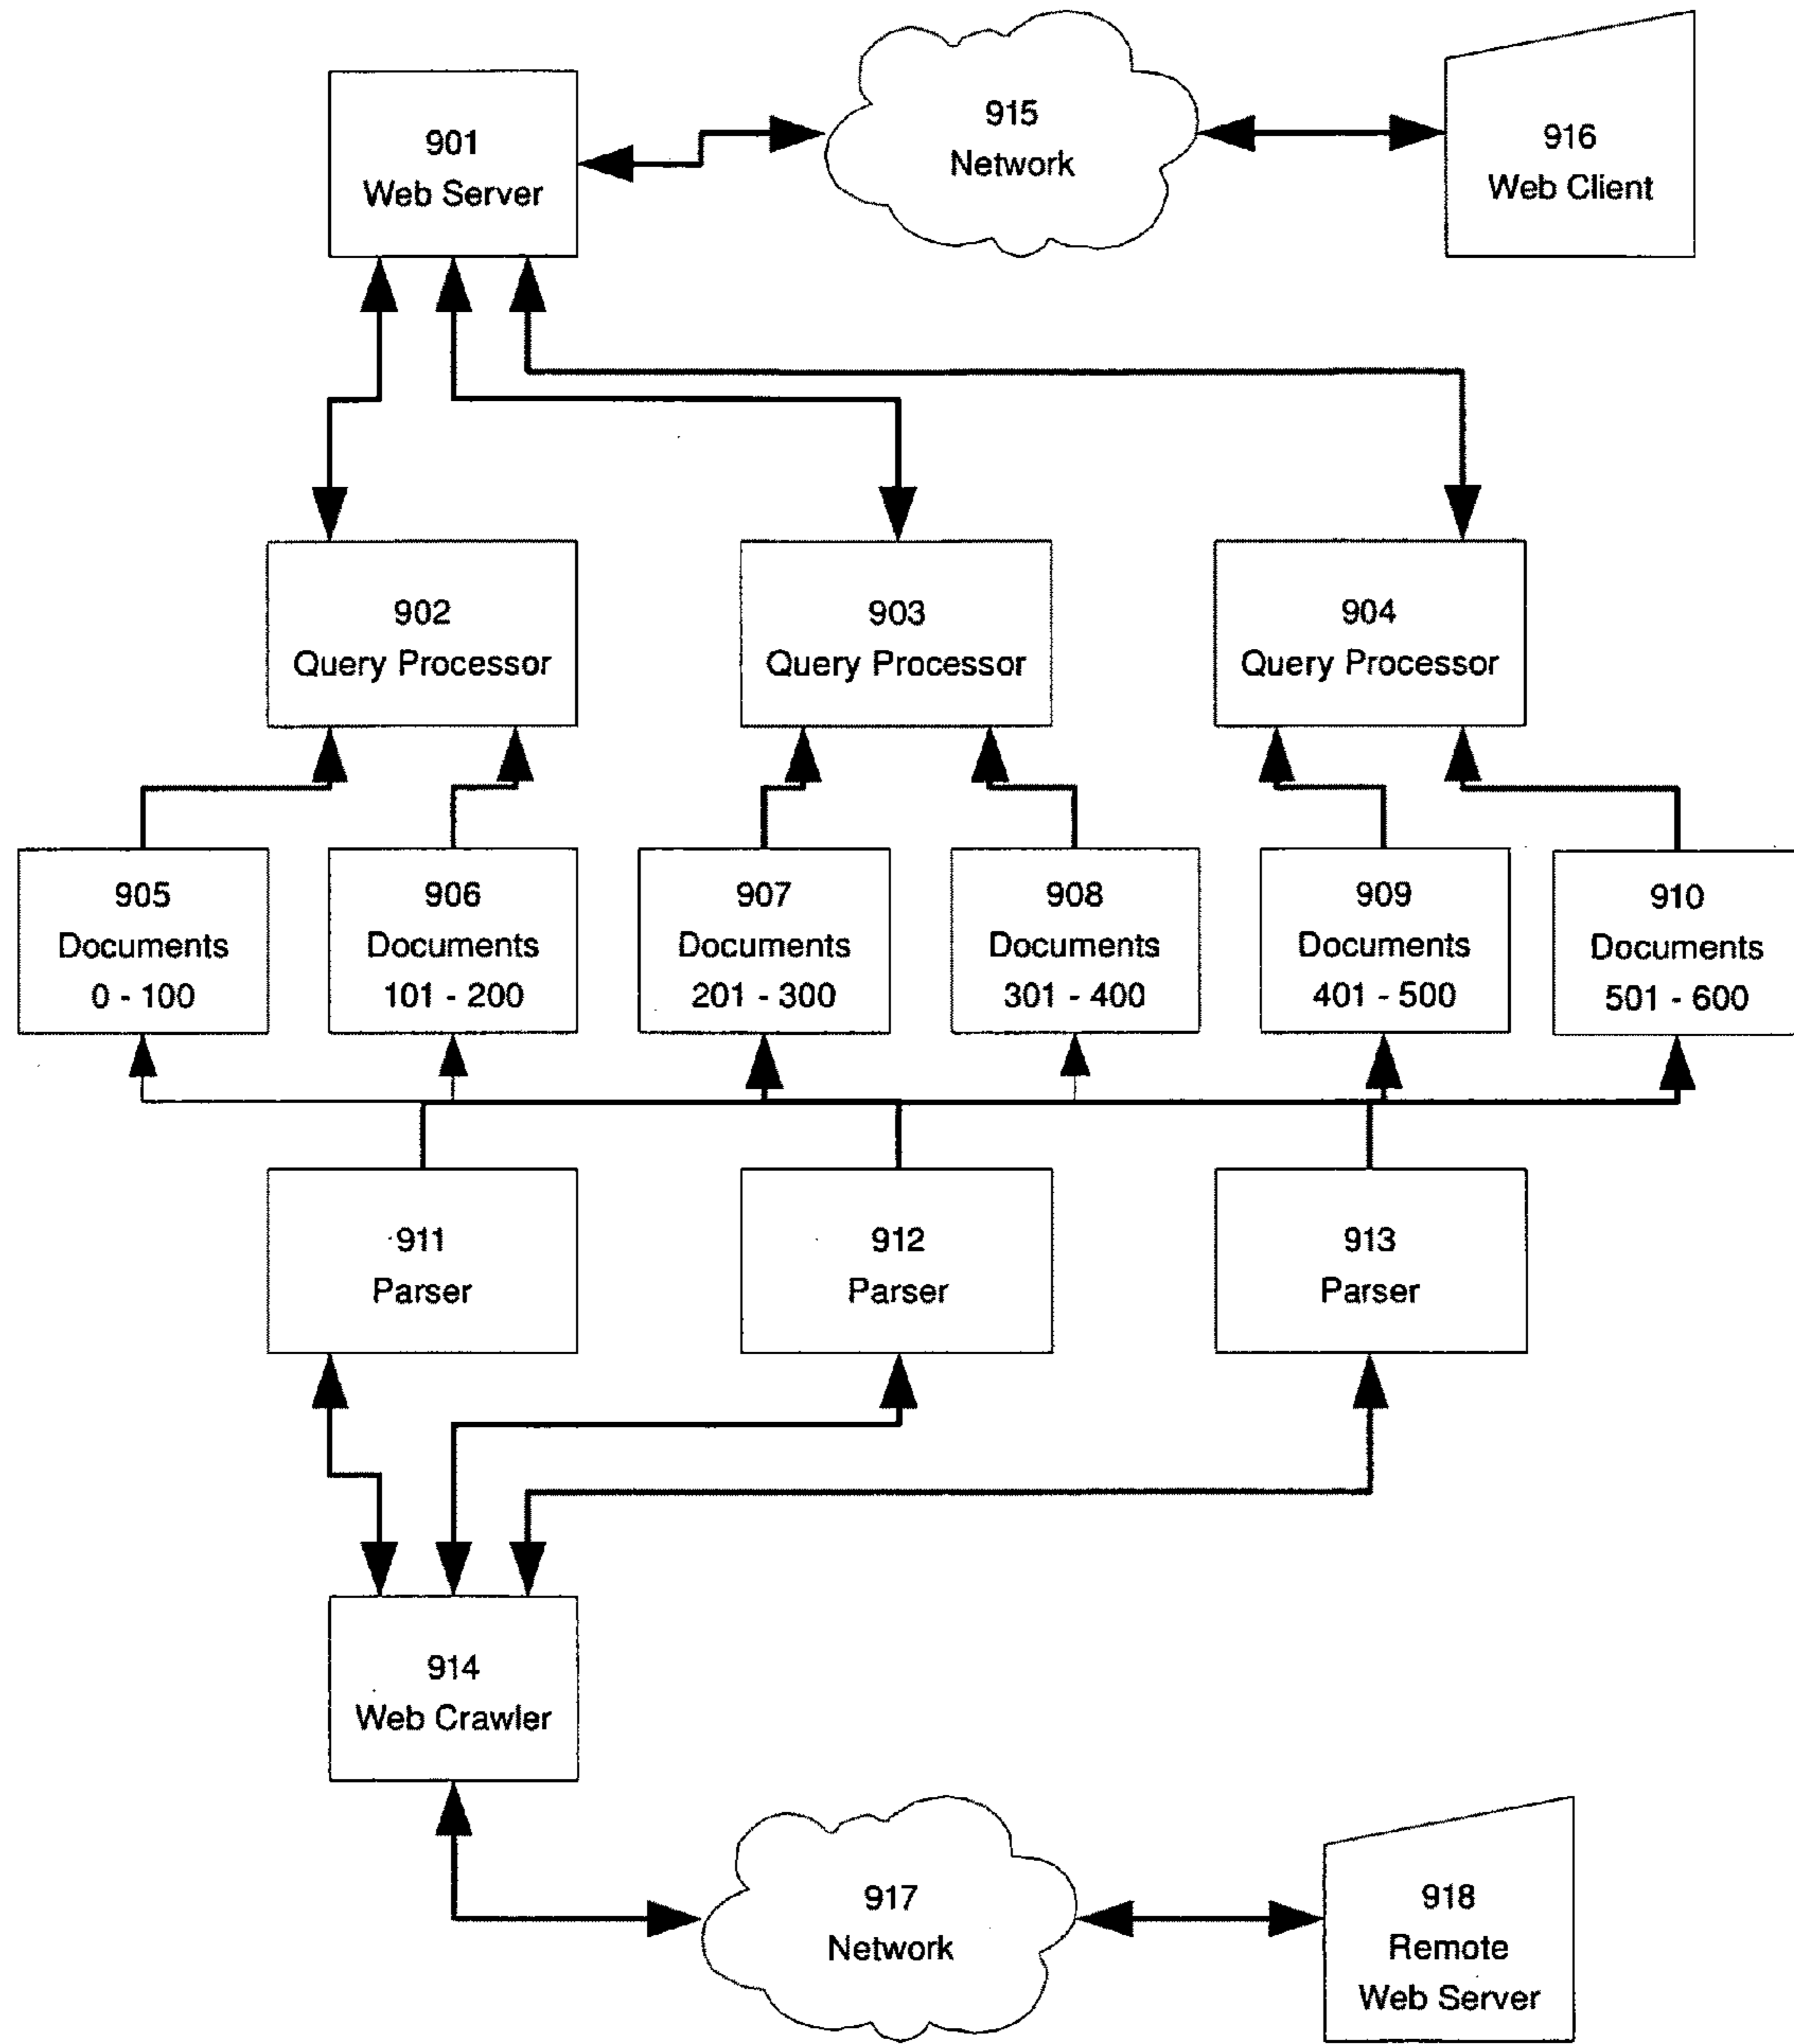 901
Web Server
915
Network
916
Web Client
902
Query Processor
903
Query Processor
904
Query Processor
905
Documents
0 - 100
906
Documents
101 - 200
907
Documents
201 - 300
908
Documents
301 - 400
909
Documents
401 - 500
910
Documents
501 - 600
911
Parser
912
Parser
913
Parser
914
Web Crawler
917
Network
918
Remote
Web Server